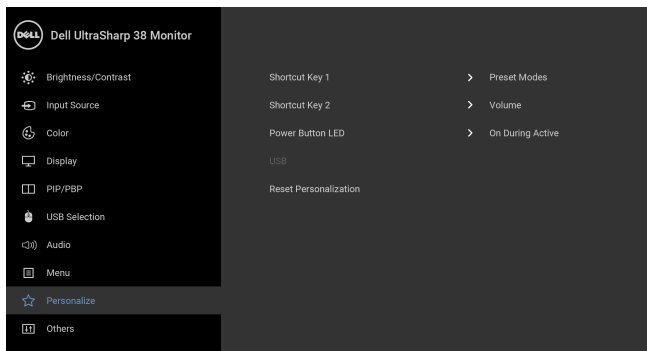 DELL Dell UltraSharp 38 Monitor
Brightness/Contrast
Input Source
Color
Display
PIP/PBP
USB Selection
Audio
Menu
Personalize
Others
Shortcut Key 1 > Preset Modes
Shortcut Key 2 > Volume
Power Button LED > On During Active
USB
Reset Personalization